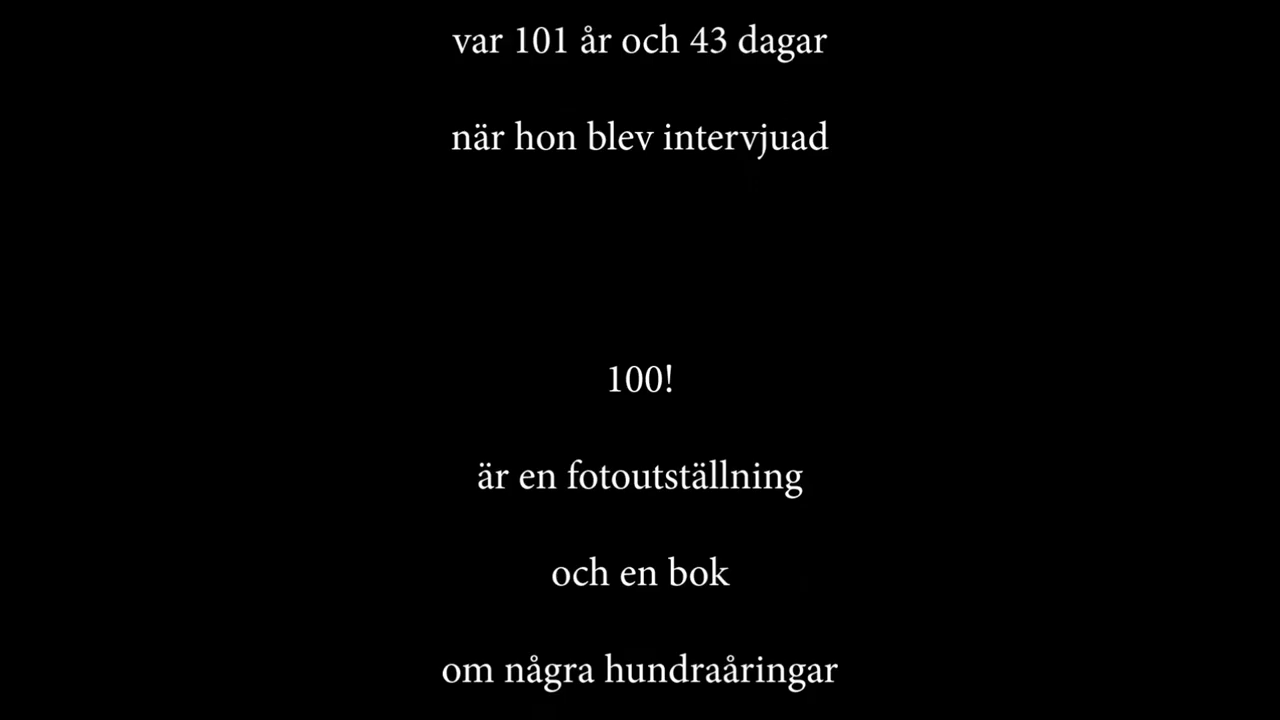 var 101 år och 43 dagar
när hon blev intervjuad
100!
är en fotoutställning
och en bok
om några hundraåringar